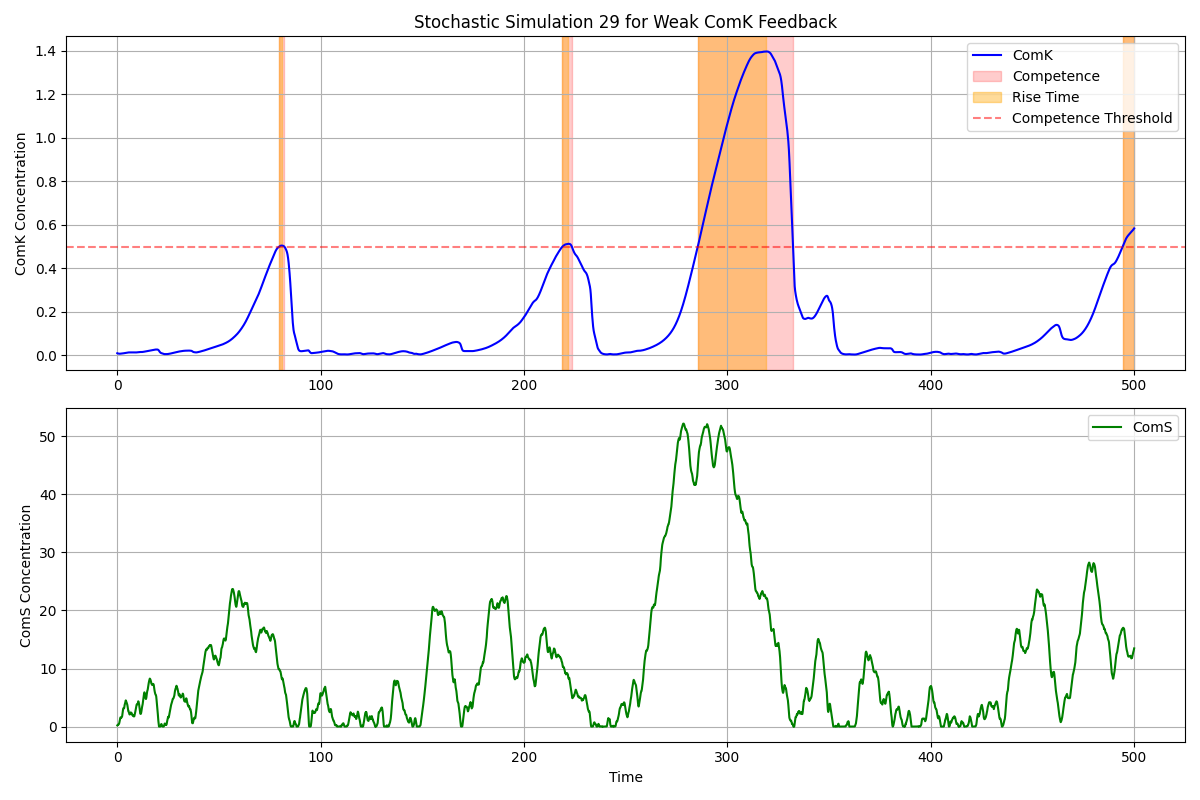 Stochastic Simulation 29 for Weak ComK Feedback
ComK Concentration
1.4
1.2
1.0
0.8
0.6
0.4
0.2
0.0
ComK
Competence
Rise Time
Competence Threshold
0 100 200 300 400 500
ComS Concentration
50
40
30
20
10
0
ComS
0 100 200 300 400 500
Time